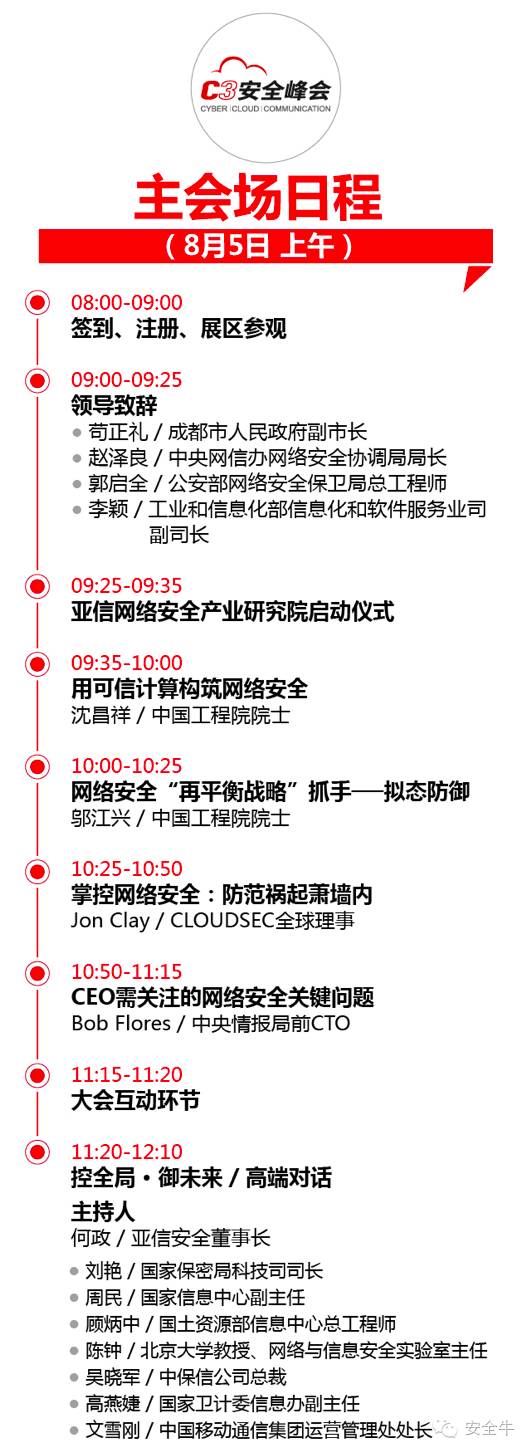 C3安全峰会
CYBER | CLOUD | COMMUNICATION
主会场日程
（8月5日 上午）
08:00-09:00
签到、注册、展区参观
09:00-09:25
领导致辞
苟正礼 / 成都市人民政府副市长
赵泽良 / 中央网信办网络安全协调局局长
郭启全 / 公安部网络安全保卫局总工程师
李颖 / 工业和信息化部信息化和软件服务业司
副司长
09:25-09:35
亚信网络安全产业研究院启动仪式
09:35-10:00
用可信计算构筑网络安全
沈昌祥 / 中国工程院院士
10:00-10:25
网络安全“再平衡战略”抓手──拟态防御
邬江兴 / 中国工程院院士
10:25-10:50
掌控网络安全：防范祸起萧墙内
Jon Clay / CLOUDSEC全球理事
10:50-11:15
CEO需关注的网络安全关键问题
Bob Flores / 中央情报局前CTO
11:15-11:20
大会互动环节
11:20-12:10
控全局·御未来 / 高端对话
主持人
何政 / 亚信安全董事长
刘艳 / 国家保密局科技司司长
周民 / 国家信息中心副主任
顾炳中 / 国土资源部信息中心总工程师
陈钟 / 北京大学教授、网络与信息安全实验室主任
吴晓军 / 中保信公司总裁
高燕婕 / 国家卫计委信息办副主任
文雪刚 / 中国移动通信集团运营管理处处长
安全牛